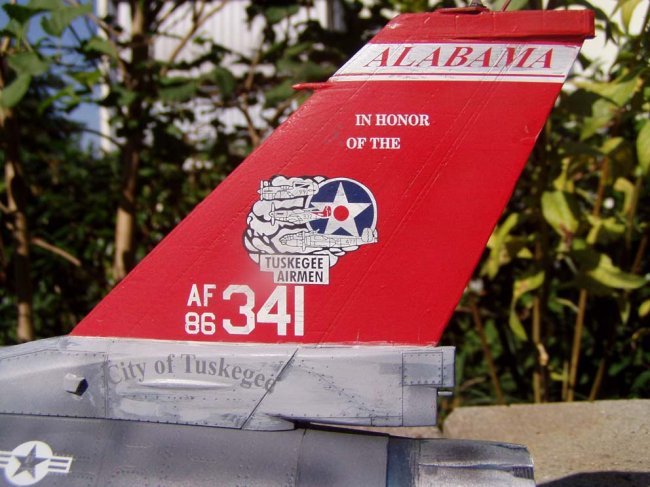 ALABAMA
IN HONOR
OF THE
TUSKEGEE
AIRMEN
AF
86 341
City of Tuskegee